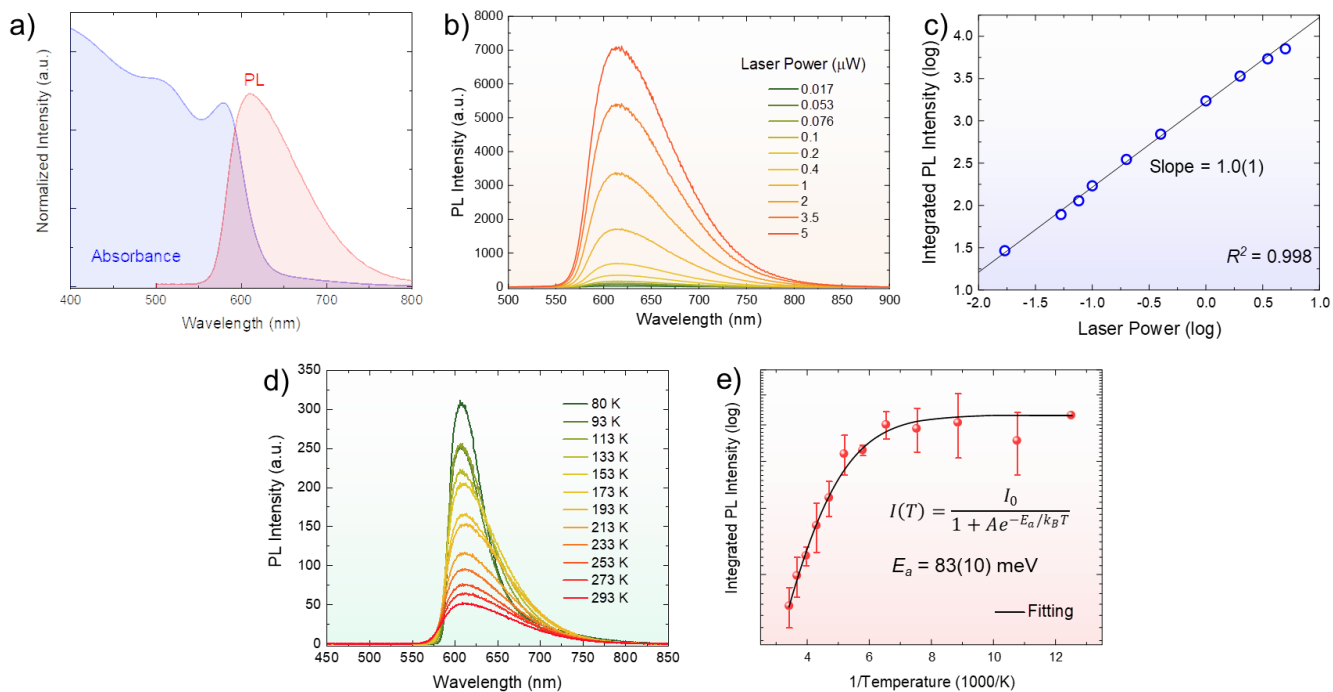 a)
Normalized Intensity (a.u.)
PL
Absorbance
400 500 600 700 800
Wavelength (nm)
b)
8000
7000
6000
5000
4000
3000
2000
1000
0
PL Intensity (a.u.)
Laser Power (μW)
0.017
0.053
0.076
0.1
0.2
0.4
1
2
3.5
5
500 550 600 650 700 750 800 850 900
Wavelength (nm)
c)
4.0
3.5
3.0
2.5
2.0
1.5
1.0
Integrated PL Intensity (log)
Slope = 1.0(1)
R² = 0.998
-2.0 -1.5 -1.0 -0.5 0.0 0.5 1.0
Laser Power (log)
d)
350
300
250
200
150
100
50
0
PL Intensity (a.u.)
80 K
93 K
113 K
133 K
153 K
173 K
193 K
213 K
233 K
253 K
273 K
293 K
450 500 550 600 650 700 750 800 850
Wavelength (nm)
e)
Integrated PL Intensity (log)
I(T) = I₀ / 1 + Ae^{-E_a/k_BT}
E_a = 83(10) meV
Fitting
4 6 8 10 12
1/Temperature (1000/K)